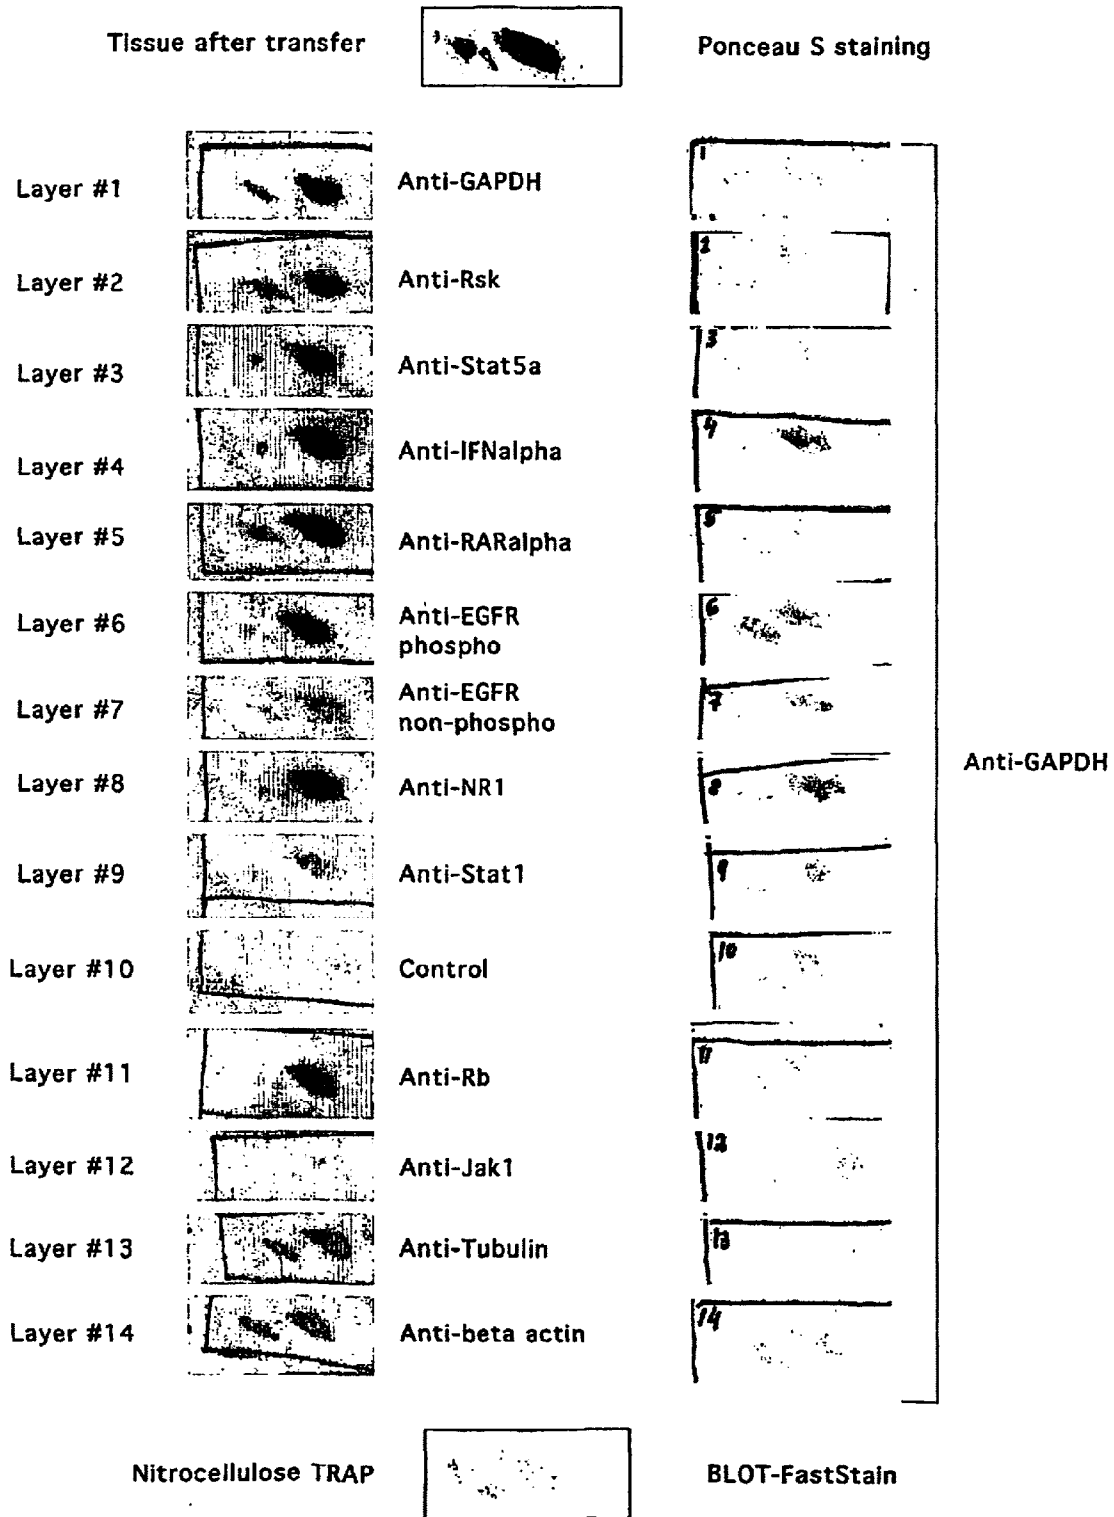 Tissue after transfer
Ponceau S staining
Layer #1
Anti-GAPDH
1
Layer #2
Anti-Rsk
2
Layer #3
Anti-Stat5a
3
Layer #4
Anti-IFNalpha
4
Layer #5
Anti-RARalpha
5
Layer #6
Anti-EGFR
phospho
6
Layer #7
Anti-EGFR
non-phospho
7
Layer #8
Anti-NR1
8
Anti-GAPDH
Layer #9
Anti-Stat1
9
Layer #10
Control
10
Layer #11
Anti-Rb
11
Layer #12
Anti-Jak1
12
Layer #13
Anti-Tubulin
13
Layer #14
Anti-beta actin
14
Nitrocellulose TRAP
BLOT-FastStain